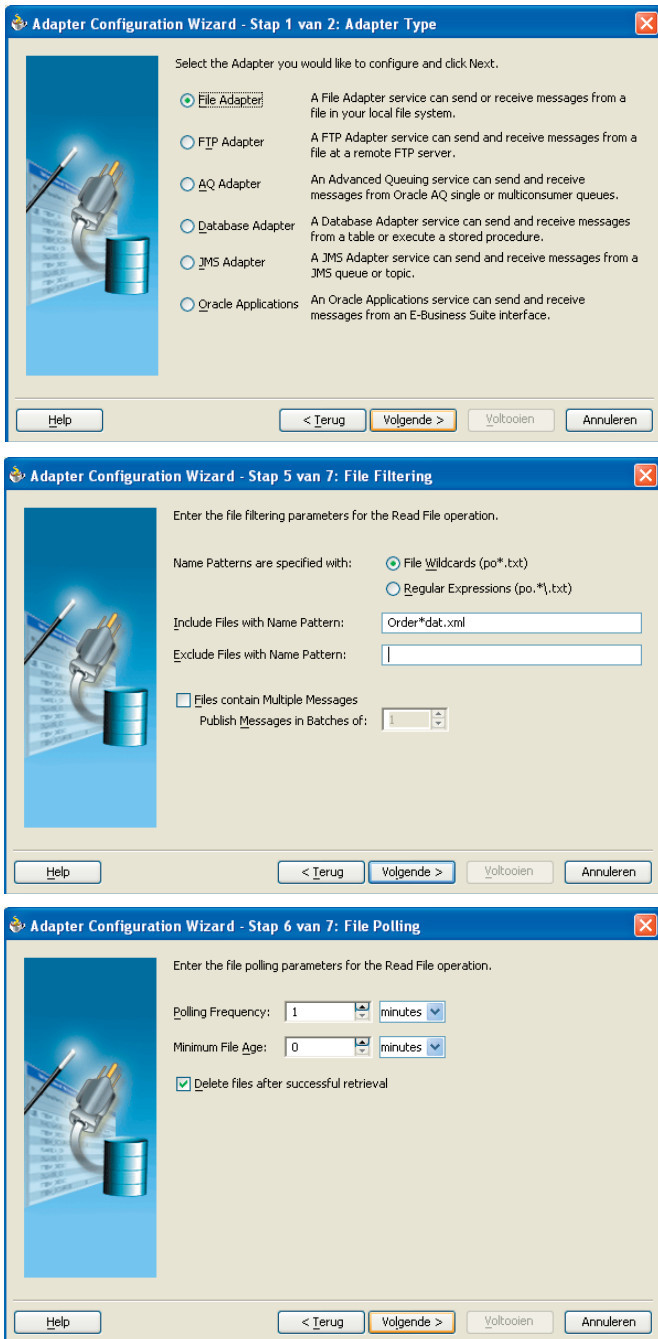 Adapter Configuration Wizard - Stap 1 van 2: Adapter Type
Select the Adapter you would like to configure and click Next.
File Adapter
A File Adapter service can send or receive messages from a
file in your local file system.
FTP Adapter
A FTP Adapter service can send and receive messages from a
file at a remote FTP server.
AQ Adapter
An Advanced Queuing service can send and receive
messages from Oracle AQ single or multiconsumer queues.
Database Adapter
A Database Adapter service can send and receive messages
from a table or execute a stored procedure.
JMS Adapter
A JMS Adapter service can send and receive messages from a
JMS queue or topic.
Oracle Applications
An Oracle Applications service can send and receive
messages from an E-Business Suite interface.
Help
< Terug
Volgende >
Voltooien
Annuleren
Adapter Configuration Wizard - Stap 5 van 7: File Filtering
Enter the file filtering parameters for the Read File operation.
Name Patterns are specified with:
File Wildcards (po*.txt)
Regular Expressions (po.*\.txt)
Include Files with Name Pattern:
Order*dat.xml
Exclude Files with Name Pattern:
Files contain Multiple Messages
Publish Messages in Batches of:
1
Help
< Terug
Volgende >
Voltooien
Annuleren
Adapter Configuration Wizard - Stap 6 van 7: File Polling
Enter the file polling parameters for the Read File operation.
Polling Frequency:
1
minutes
Minimum File Age:
0
minutes
Delete files after successful retrieval
Help
< Terug
Volgende >
Voltooien
Annuleren